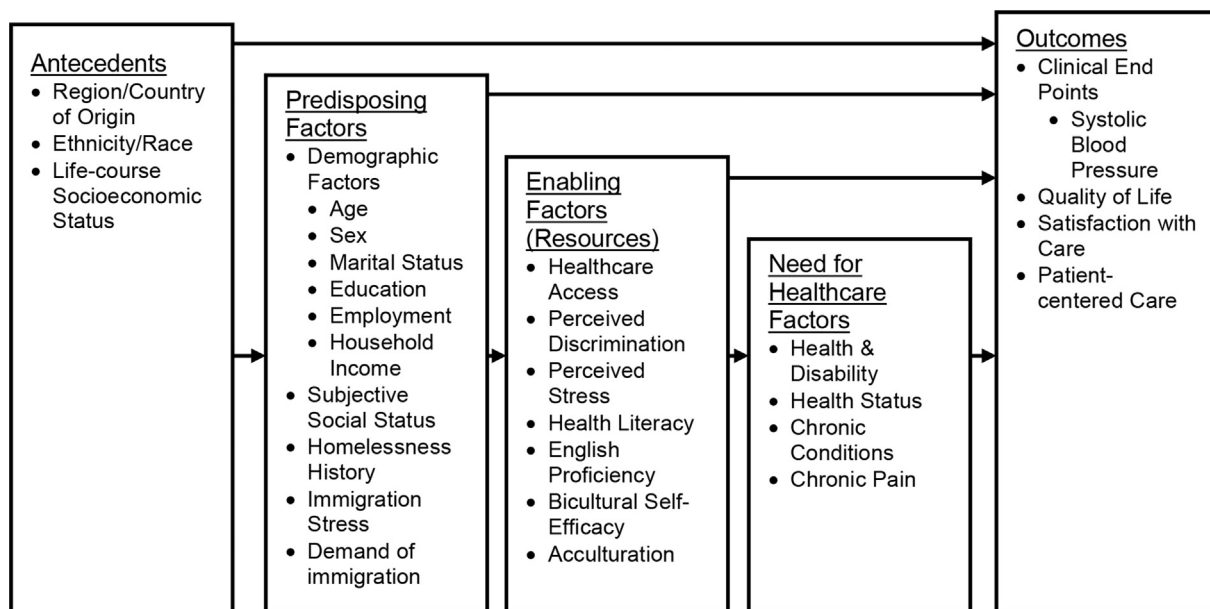 Antecedents
• Region/Country
of Origin
• Ethnicity/Race
• Life-course
Socioeconomic
Status
Predisposing
Factors
• Demographic
Factors
• Age
• Sex
• Marital Status
• Education
• Employment
• Household
Income
• Subjective
Social Status
• Homelessness
History
• Immigration
Stress
• Demand of
immigration
Enabling
Factors
(Resources)
• Healthcare
Access
• Perceived
Discrimination
• Perceived
Stress
• Health Literacy
• English
Proficiency
• Bicultural Self-
Efficacy
• Acculturation
Need for
Healthcare
Factors
• Health &
Disability
• Health Status
• Chronic
Conditions
• Chronic Pain
Outcomes
• Clinical End
Points
• Systolic
Blood
Pressure
• Quality of Life
• Satisfaction with
Care
• Patient-
centered Care